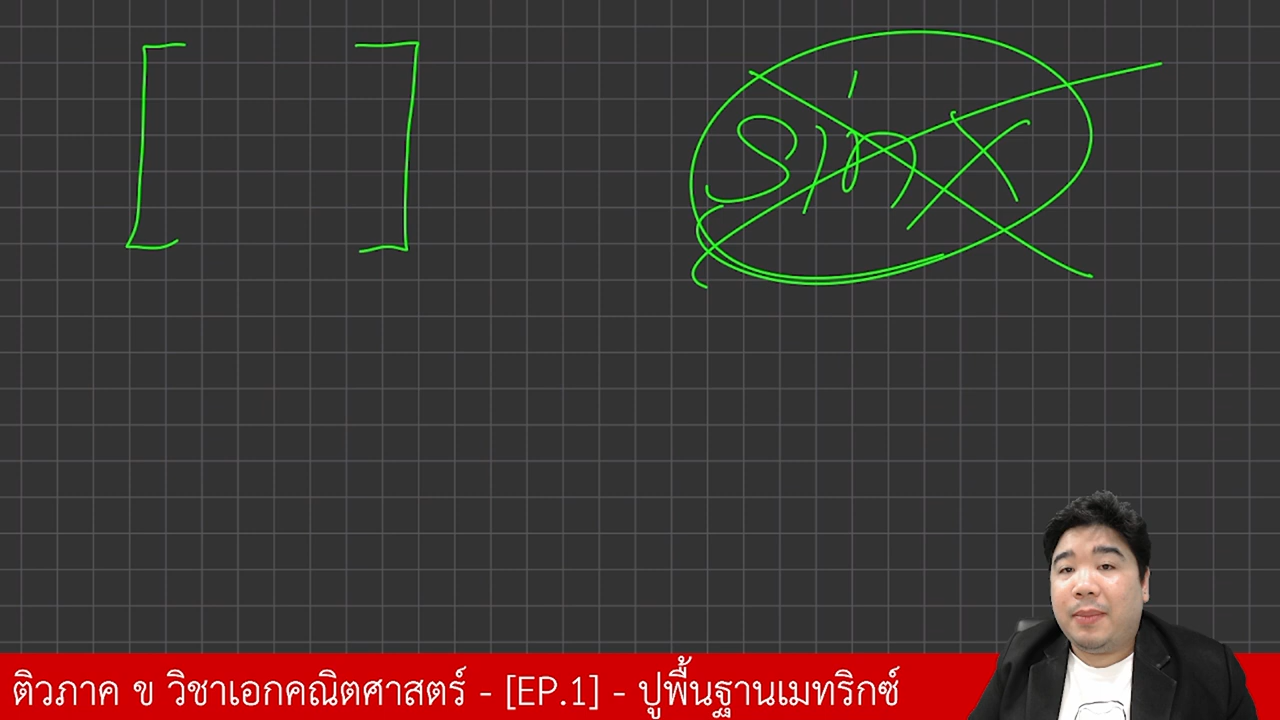 [ ]
sin x
ติวภาค ข วิชาเอกคณิตศาสตร์ - [EP.1] - ปูพื้นฐานเมทริกซ์